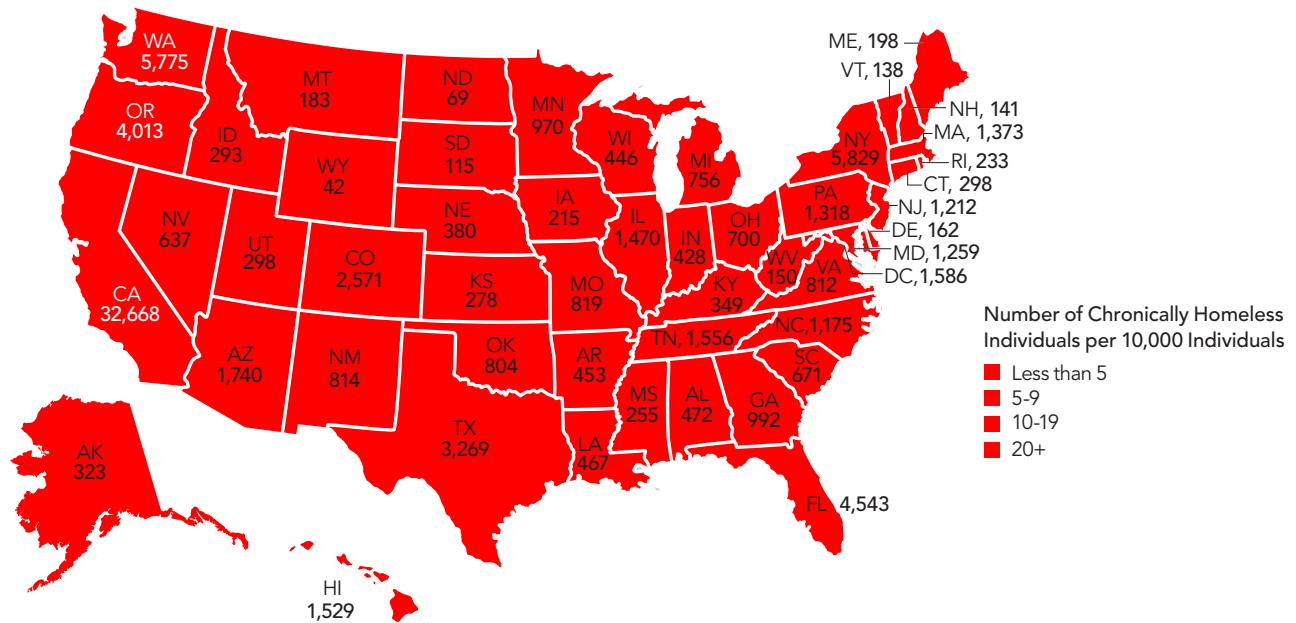 WA
5,775
OR
4,013
CA
32,668
ID
293
NV
637
MT
183
WY
42
UT
298
AZ
1,740
CO
2,571
NM
814
ND
69
SD
115
NE
380
KS
278
OK
804
TX
3,269
MN
970
IA
215
MO
819
AR
453
LA
467
WI
446
IL
1,470
MI
756
IN
428
OH
700
KY
349
TN, 1,556
MS
255
AL
472
GA
992
FL 4,543
SC
671
NC,1,175
VA
812
WV
150
PA
1,318
NY
5,829
ME, 198
VT, 138
NH, 141
MA, 1,373
RI, 233
CT, 298
NJ, 1,212
DE, 162
MD, 1,259
DC, 1,586
AK
323
HI
1,529
Number of Chronically Homeless
Individuals per 10,000 Individuals
Less than 5
5-9
10-19
20+